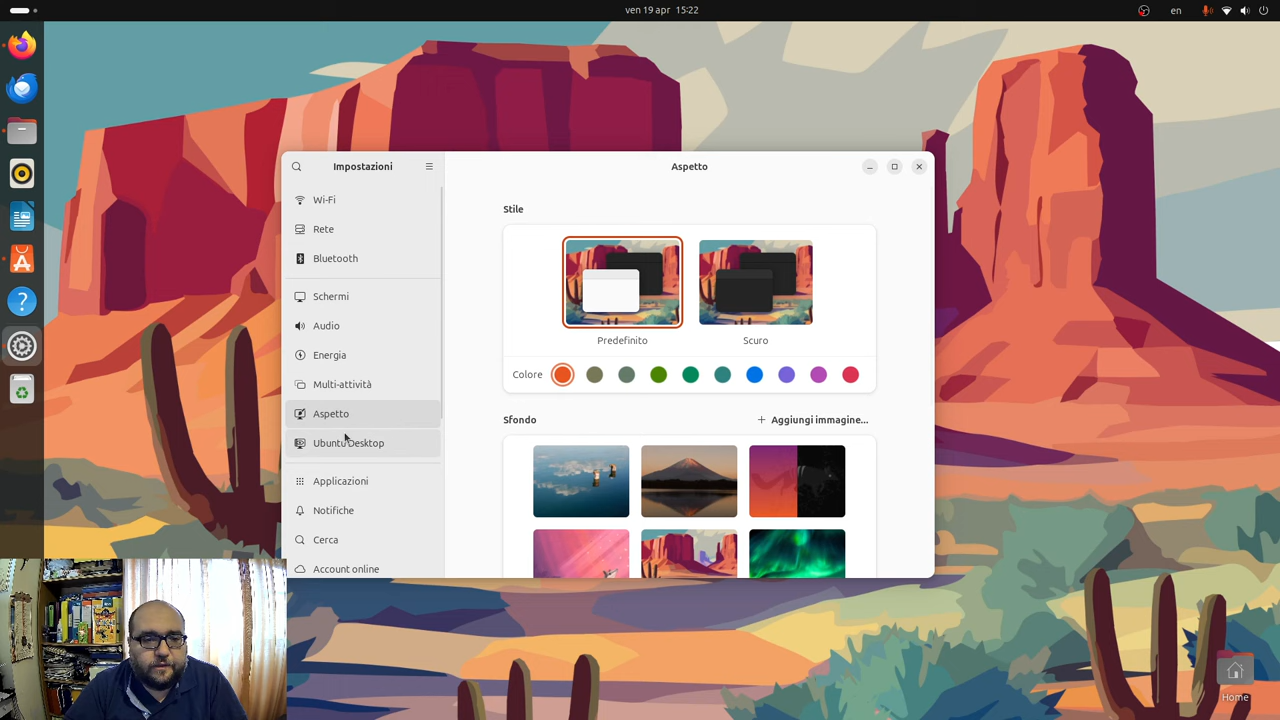 ven 19 apr 15:22
en
Impostazioni
Aspetto
Wi-Fi
Rete
Bluetooth
Schermi
Audio
Energia
Multi-attività
Aspetto
Ubuntu Desktop
Applicazioni
Notifiche
Cerca
Account online
Stile
Predefinito
Scuro
Colore
Sfondo
Aggiungi immagine...
Home